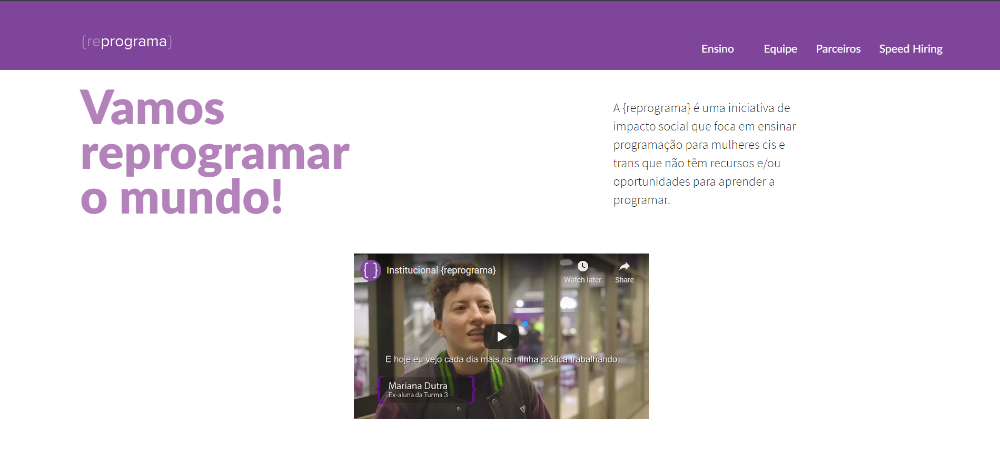 {reprograma}
Ensino Equipe Parceiros Speed Hiring
Vamos
reprogramar
o mundo!
A {reprograma} é uma iniciativa de
impacto social que foca em ensinar
programação para mulheres cis e
trans que não têm recursos e/ou
oportunidades para aprender a
programar.
{ } Institucional {reprograma}
Watch later Share
E hoje eu vejo cada dia mais na minha prática trabalhando
Mariana Dutra
Ex-aluna da Turma 3